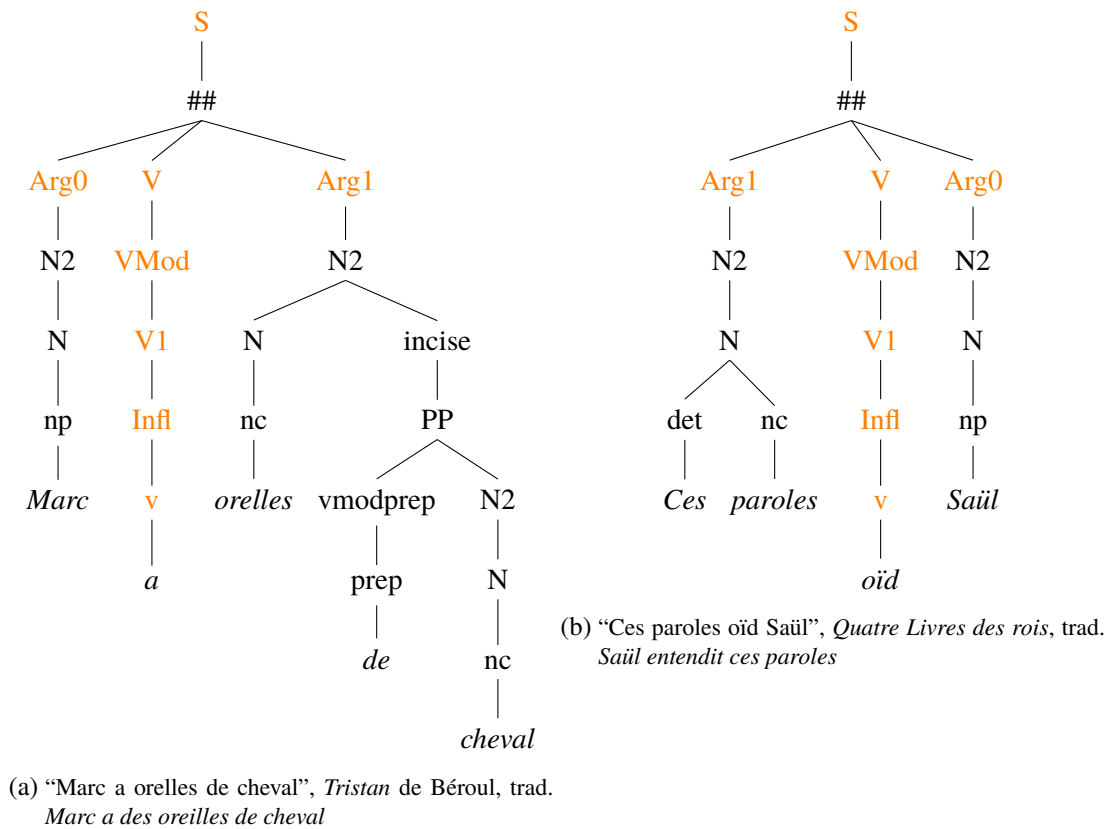 S S
## ##
Arg0 V Arg1 Arg1 V Arg0
N2 VMod N2 N2 VMod N2
N V1 N incise N V1 N
np Infl nc PP det nc Infl np
Marc v orelles vmodprep N2 Ces paroles v Saül
a prep N oïd
de nc
cheval
(b) “Ces paroles oïd Saül”, Quatre Livres des rois, trad.
Saül entendit ces paroles
(a) “Marc a orelles de cheval”, Tristan de Béroul, trad.
Marc a des oreilles de cheval